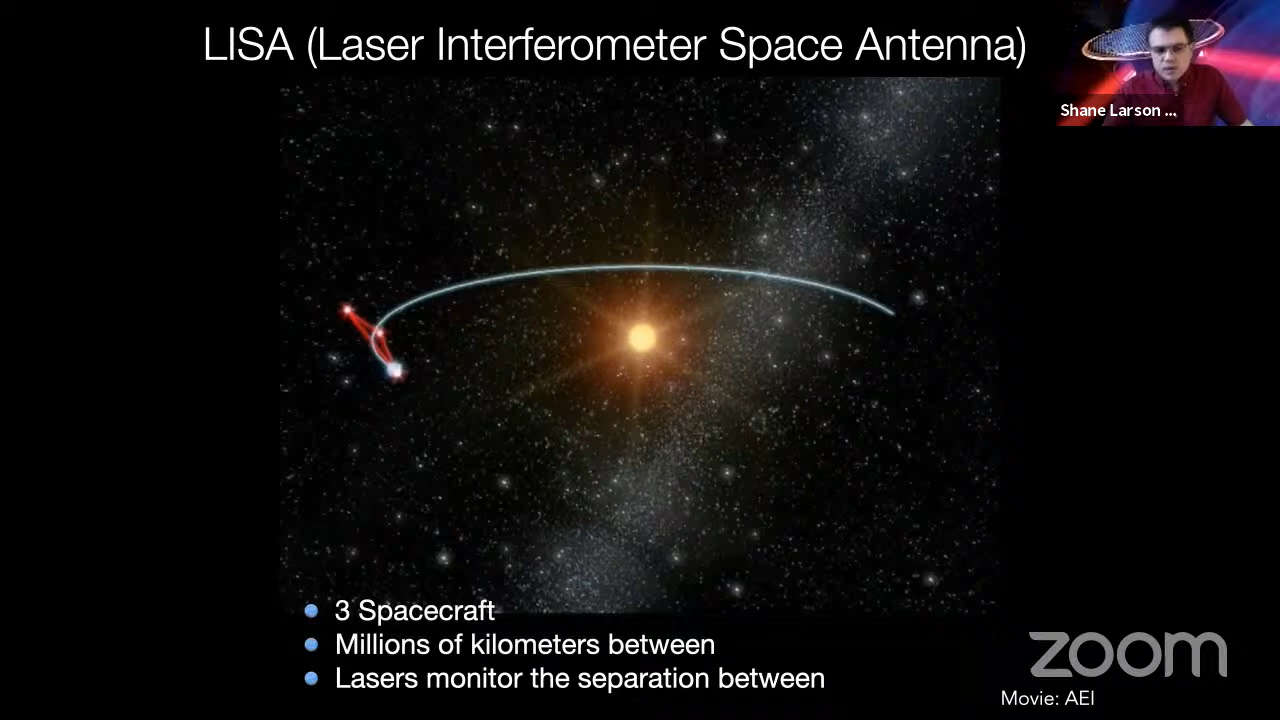 LISA (Laser Interferometer Space Antenna)
Shane Larson ...
3 Spacecraft
Millions of kilometers between
Lasers monitor the separation between
zoom
Movie: AEI